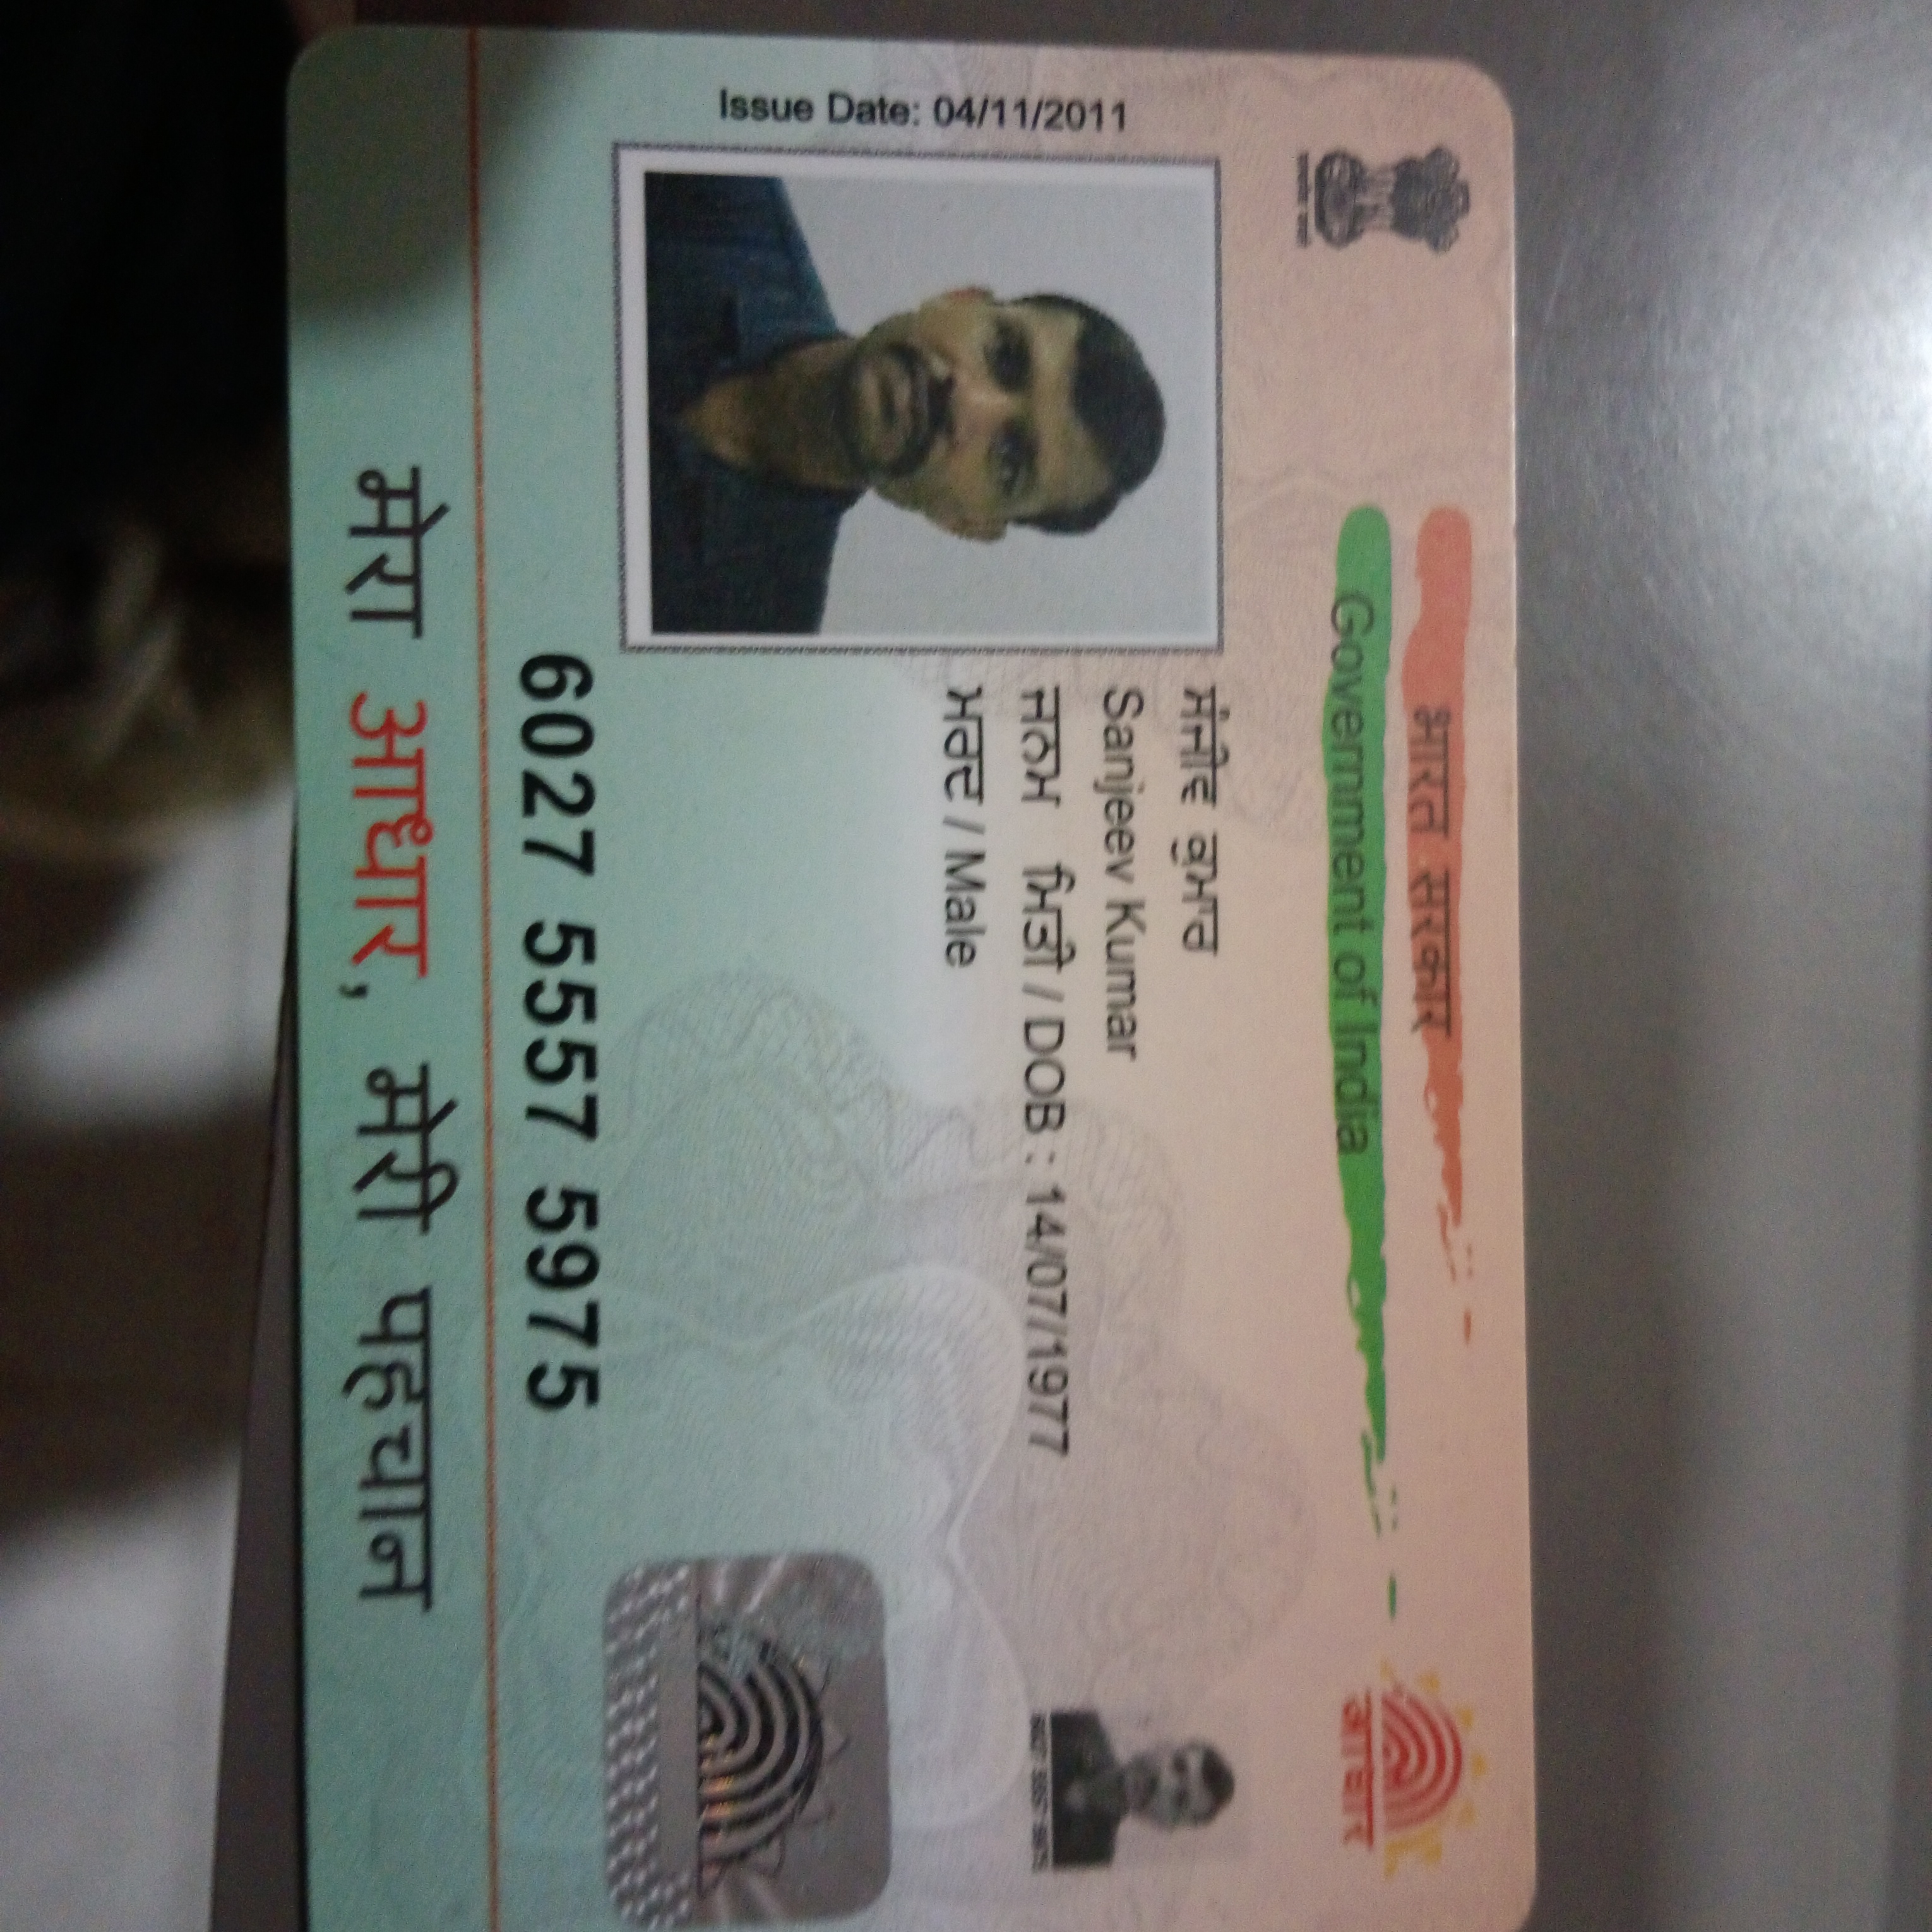 भारत सरकार
Government of India
Issue Date: 04/11/2011
ਸੰਜੀਵ ਕੁਮਾਰ
Sanjeev Kumar
ਜਨਮ ਮਿਤੀ / DOB : 14/07/1977
ਮਰਦ / Male
6027 5557 5975
आधार
मेरा आधार, मेरी पहचान